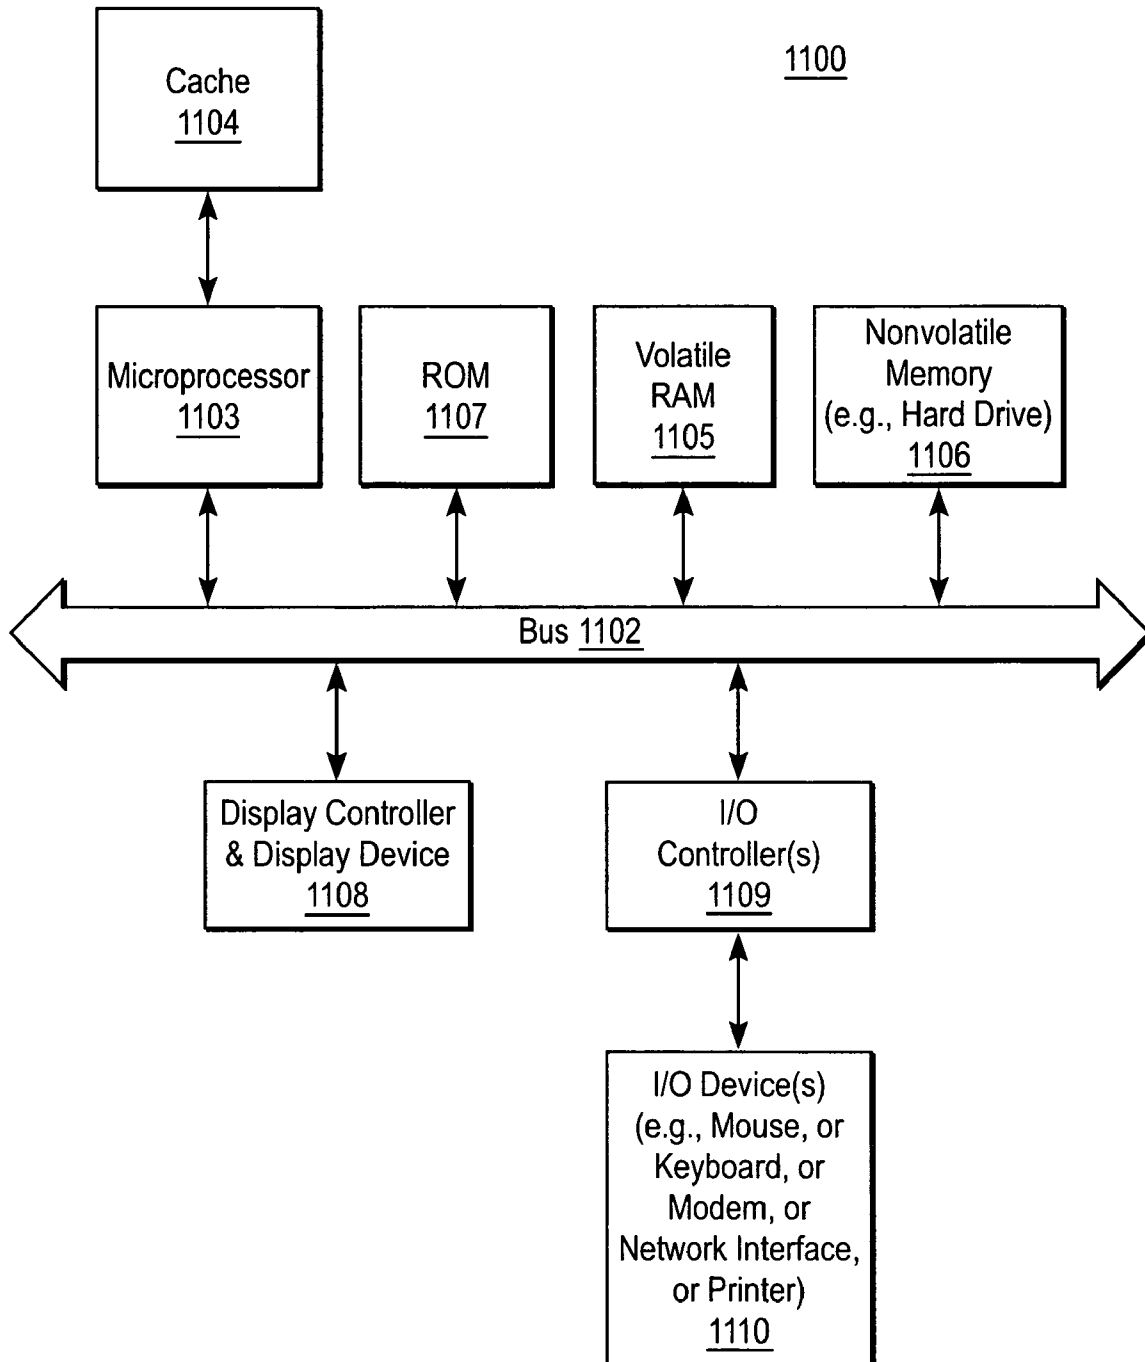 Cache
1104
1100
Microprocessor
1103
ROM
1107
Volatile
RAM
1105
Nonvolatile
Memory
(e.g., Hard Drive)
1106
Bus 1102
Display Controller
& Display Device
1108
I/O
Controller(s)
1109
I/O Device(s)
(e.g., Mouse, or
Keyboard, or
Modem, or
Network Interface,
or Printer)
1110